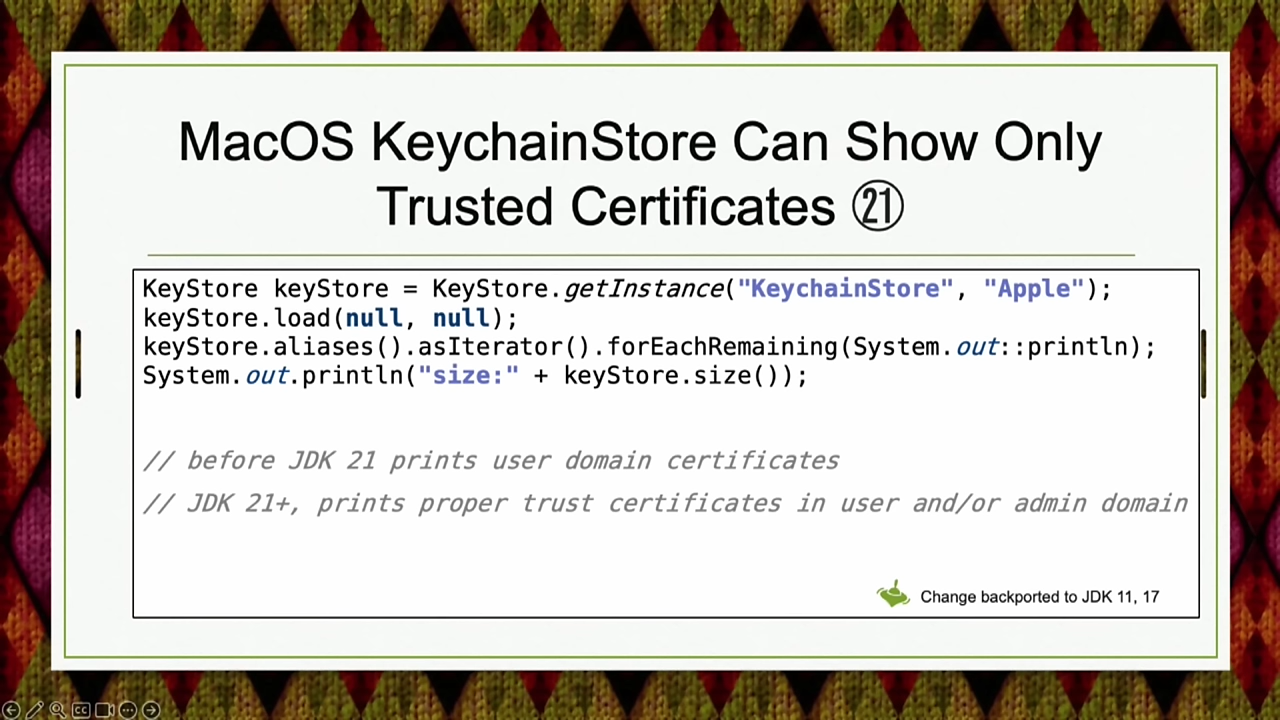 MacOS KeychainStore Can Show Only
Trusted Certificates ㉑
KeyStore keyStore = KeyStore.getInstance("KeychainStore", "Apple");
keyStore.load(null, null);
keyStore.aliases().asIterator().forEachRemaining(System.out::println);
System.out.println("size:" + keyStore.size());
// before JDK 21 prints user domain certificates
// JDK 21+, prints proper trust certificates in user and/or admin domain
Change backported to JDK 11, 17
CC